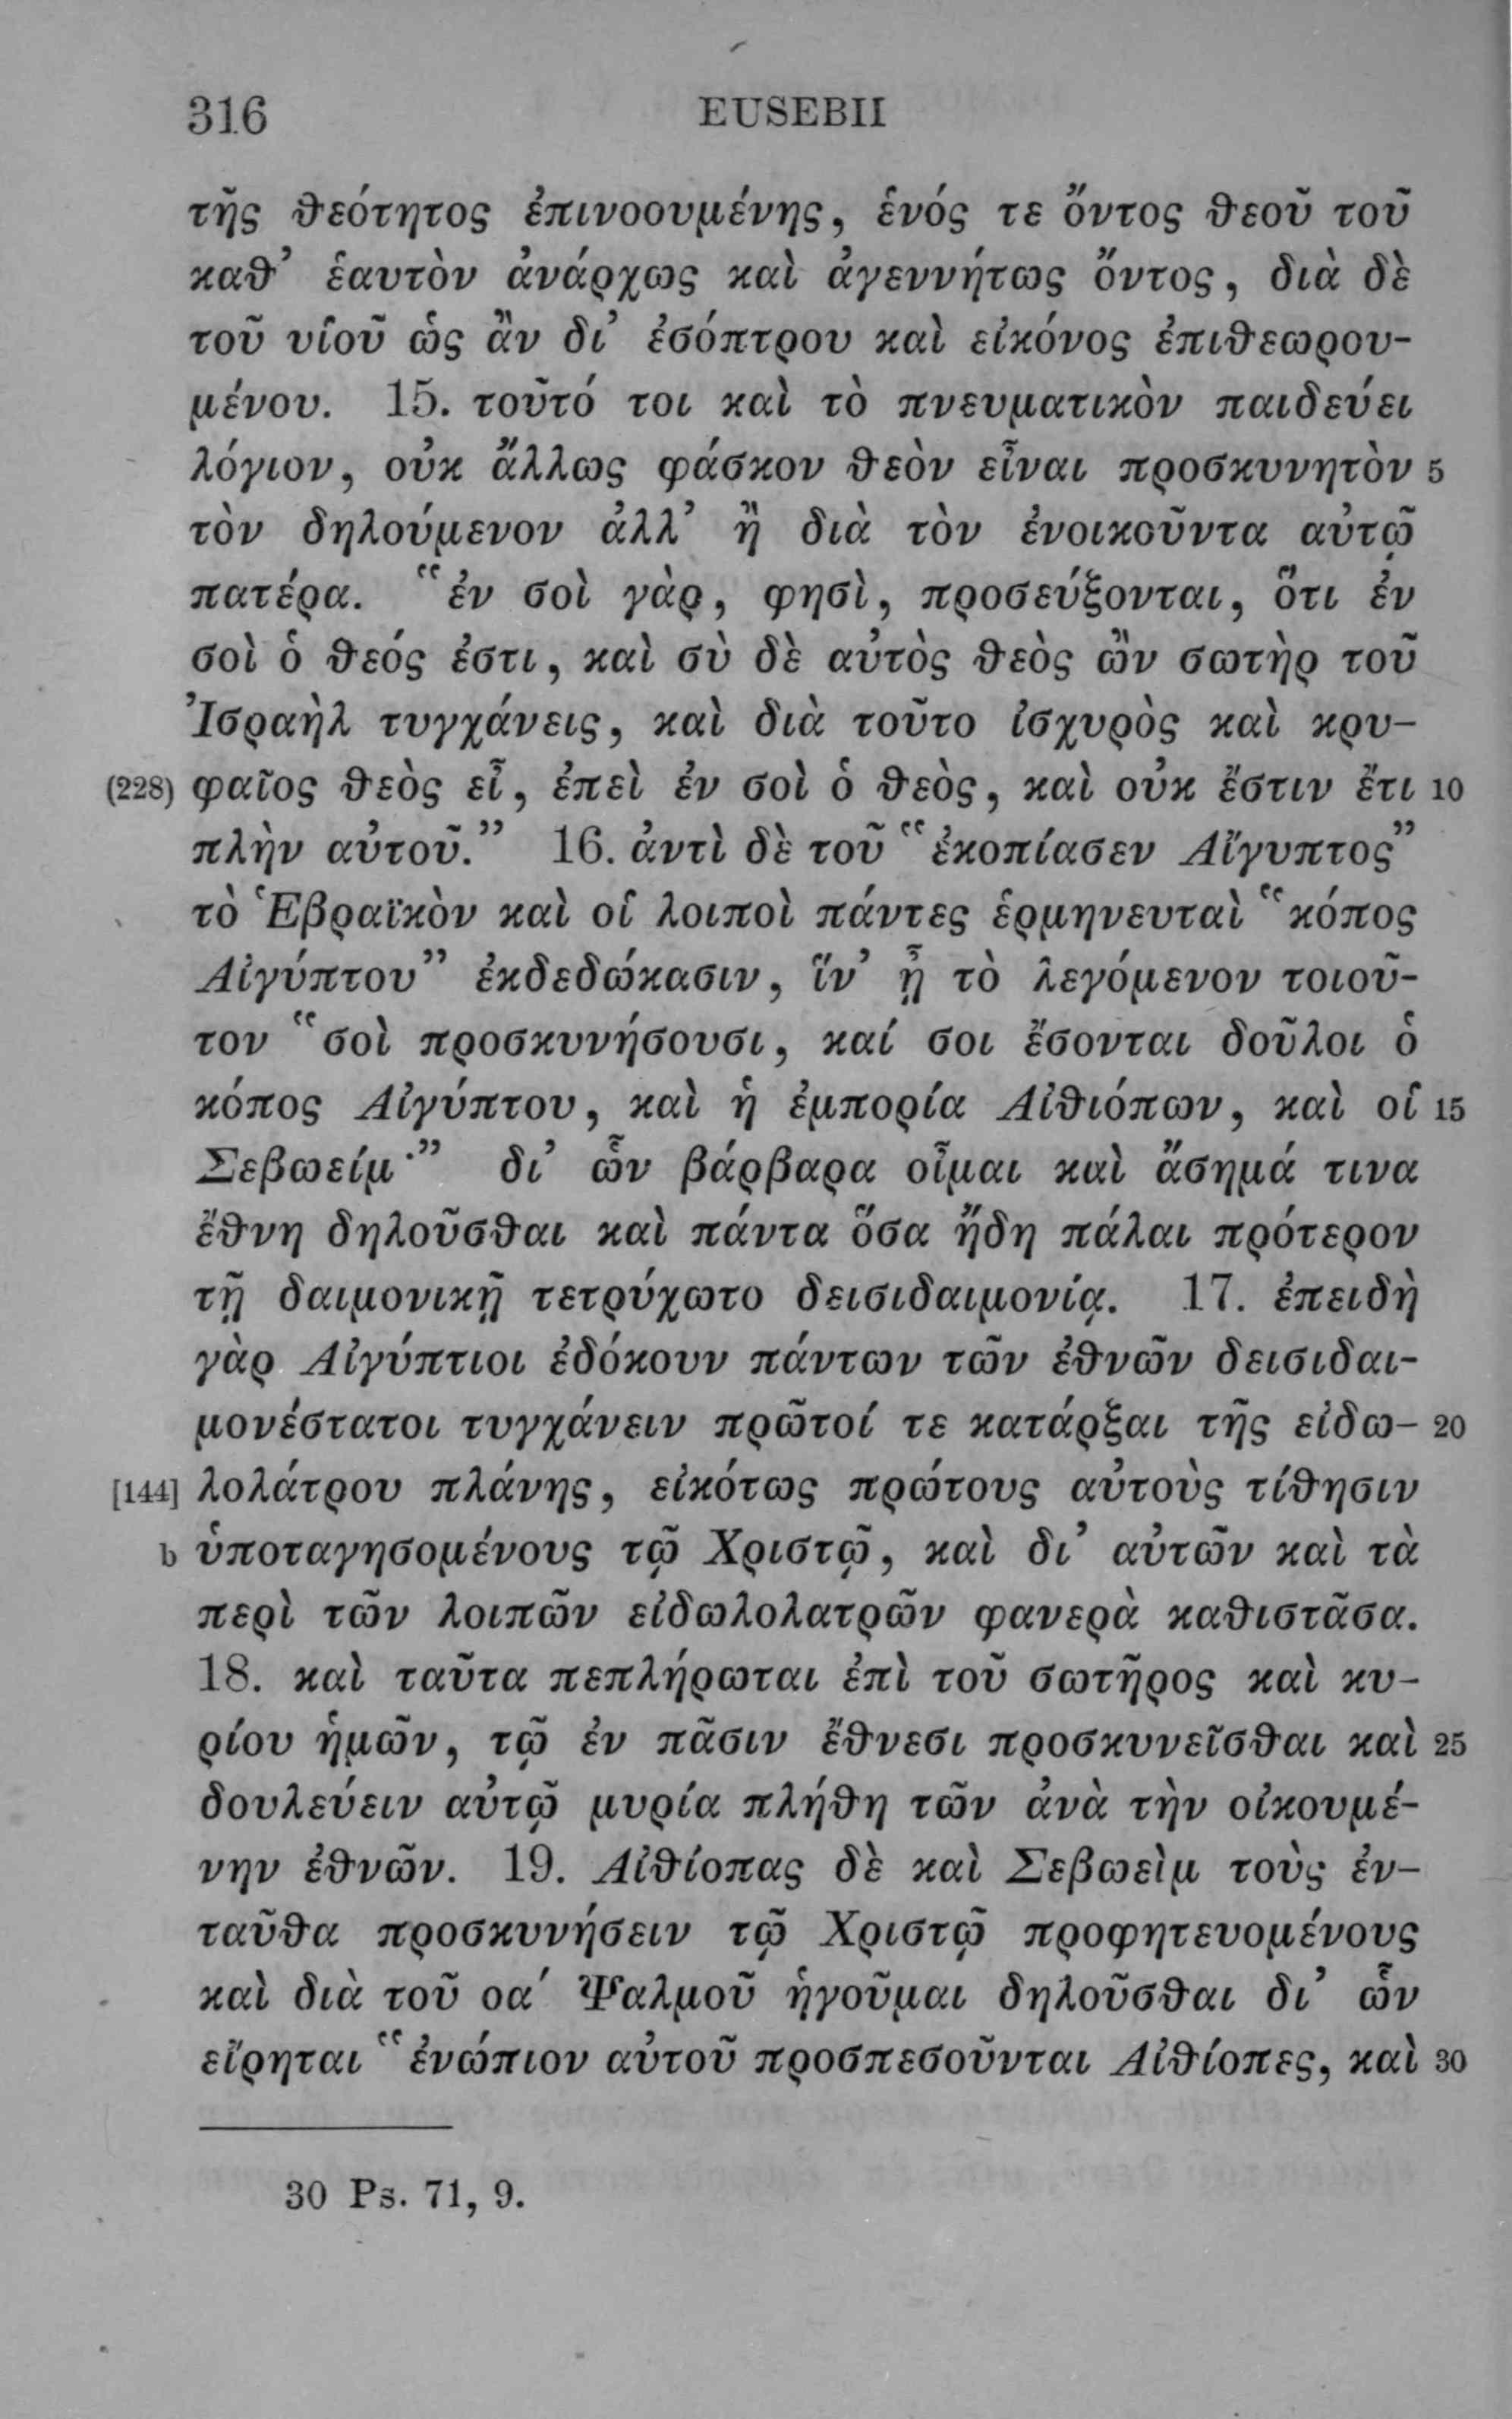 316 EUSEBII
τῆς θεότητος ἐπινοουμένης, ἑνός τε ὄντος θεοῦ τοῦ
καθ’ ἑαυτὸν ἀνάρχως καὶ ἀγεννήτως ὄντος, διὰ δὲ
τοῦ υἱοῦ ὡς ἂν δι’ ἐσόπτρου καὶ εἰκόνος ἐπιθεωρου-
μένου. 15. τοῦτό τοι καὶ τὸ πνευματικὸν παιδεύει
λόγιον, οὐκ ἄλλως φάσκον θεὸν εἶναι προσκυνητὸν 5
τὸν δηλούμενον ἀλλ’ ἢ διὰ τὸν ἐνοικοῦντα αὐτῷ
πατέρα. “ἐν σοὶ γὰρ, φησὶ, προσεύξονται, ὅτι ἐν
σοὶ ὁ θεός ἐστι, καὶ σὺ δὲ αὐτὸς θεὸς ὢν σωτὴρ τοῦ
Ἰσραὴλ τυγχάνεις, καὶ διὰ τοῦτο ἰσχυρὸς καὶ κρυ-
(228) φαῖος θεὸς εἶ, ἐπεὶ ἐν σοὶ ὁ θεὸς, καὶ οὐκ ἔστιν ἔτι 10
πλὴν αὐτοῦ.” 16. ἀντὶ δὲ τοῦ “ἐκοπίασεν Αἴγυπτος”
τὸ Ἑβραϊκὸν καὶ οἱ λοιποὶ πάντες ἑρμηνευταὶ “κόπος
Αἰγύπτου” ἐκδεδώκασιν, ἵν’ ᾖ τὸ λεγόμενον τοιοῦ-
τον “σοὶ προσκυνήσουσι, καί σοι ἔσονται δοῦλοι ὁ
κόπος Αἰγύπτου, καὶ ἡ ἐμπορία Αἰθιόπων, καὶ οἱ 15
Σεβωείμ·” δι’ ὧν βάρβαρα οἶμαι καὶ ἄσημά τινα
ἔθνη δηλοῦσθαι καὶ πάντα ὅσα ἤδη πάλαι πρότερον
τῇ δαιμονικῇ τετρύχωτο δεισιδαιμονίᾳ. 17. ἐπειδὴ
γὰρ Αἰγύπτιοι ἐδόκουν πάντων τῶν ἐθνῶν δεισιδαι-
μονέστατοι τυγχάνειν πρῶτοί τε κατάρξαι τῆς εἰδω- 20
[144] λολάτρου πλάνης, εἰκότως πρώτους αὐτοὺς τίθησιν
b ὑποταγησομένους τῷ Χριστῷ, καὶ δι’ αὐτῶν καὶ τὰ
περὶ τῶν λοιπῶν εἰδωλολατρῶν φανερὰ καθιστᾶσα.
18. καὶ ταῦτα πεπλήρωται ἐπὶ τοῦ σωτῆρος καὶ κυ-
ρίου ἡμῶν, τῷ ἐν πᾶσιν ἔθνεσι προσκυνεῖσθαι καὶ 25
δουλεύειν αὐτῷ μυρία πλήθη τῶν ἀνὰ τὴν οἰκουμέ-
νην ἐθνῶν. 19. Αἰθίοπας δὲ καὶ Σεβωεὶμ τοὺς ἐν-
ταῦθα προσκυνήσειν τῷ Χριστῷ προφητευομένους
καὶ διὰ τοῦ οα′ Ψαλμοῦ ἡγοῦμαι δηλοῦσθαι δι’ ὧν
εἴρηται “ἐνώπιον αὐτοῦ προσπεσοῦνται Αἰθίοπες, καὶ 30
30 Ps. 71, 9.